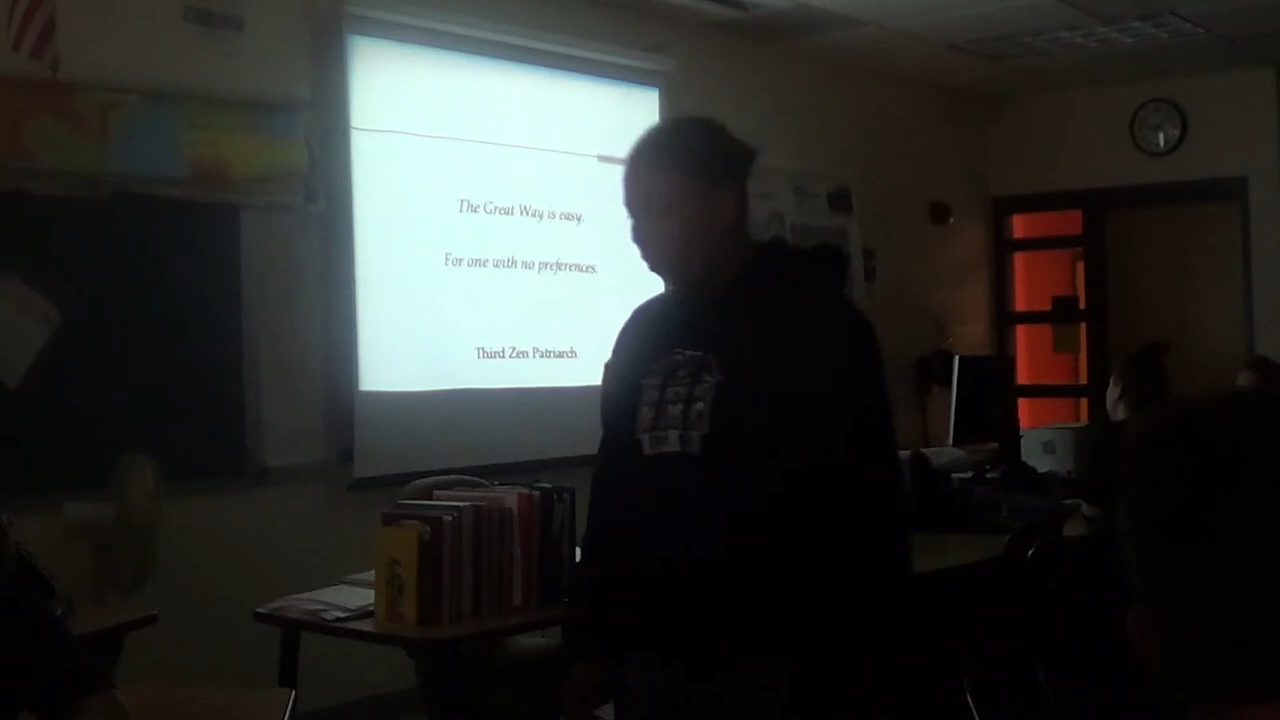 The Great Way is easy.
For one with no preferences.
Third Zen Patriarch